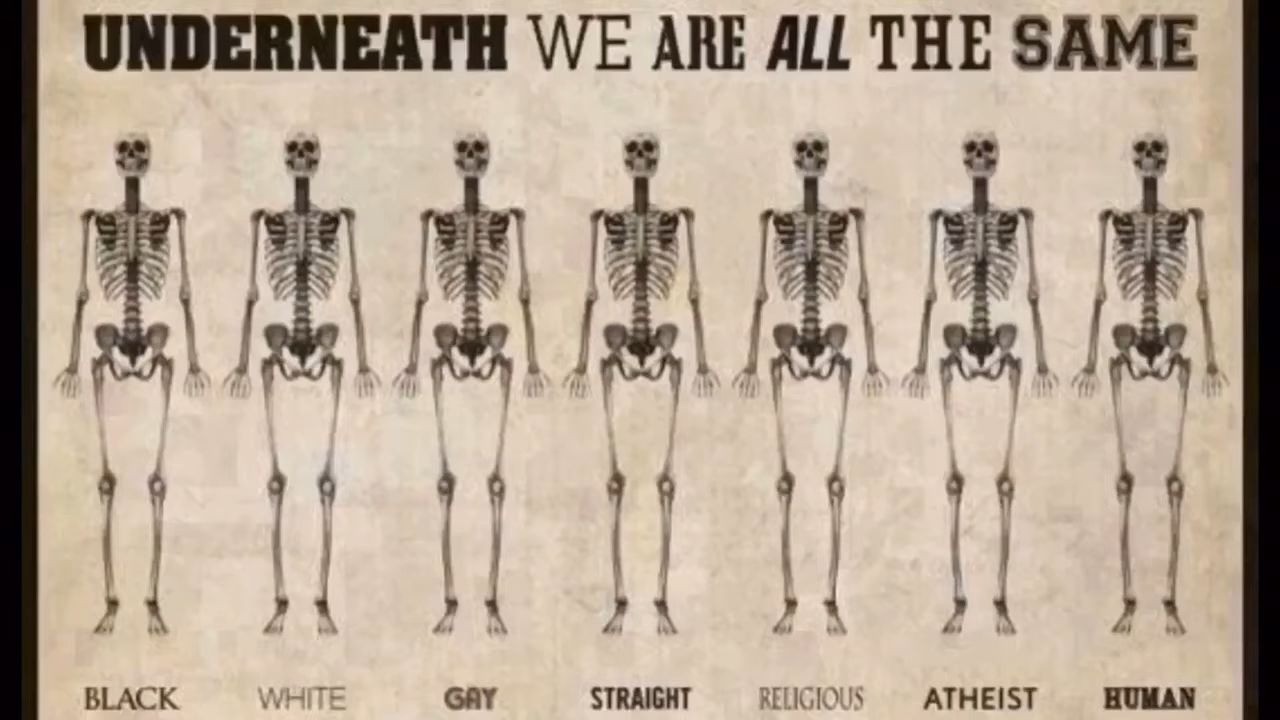 UNDERNEATH WE ARE ALL THE SAME
BLACK WHITE GAY STRAIGHT RELIGIOUS ATHEIST HUMAN